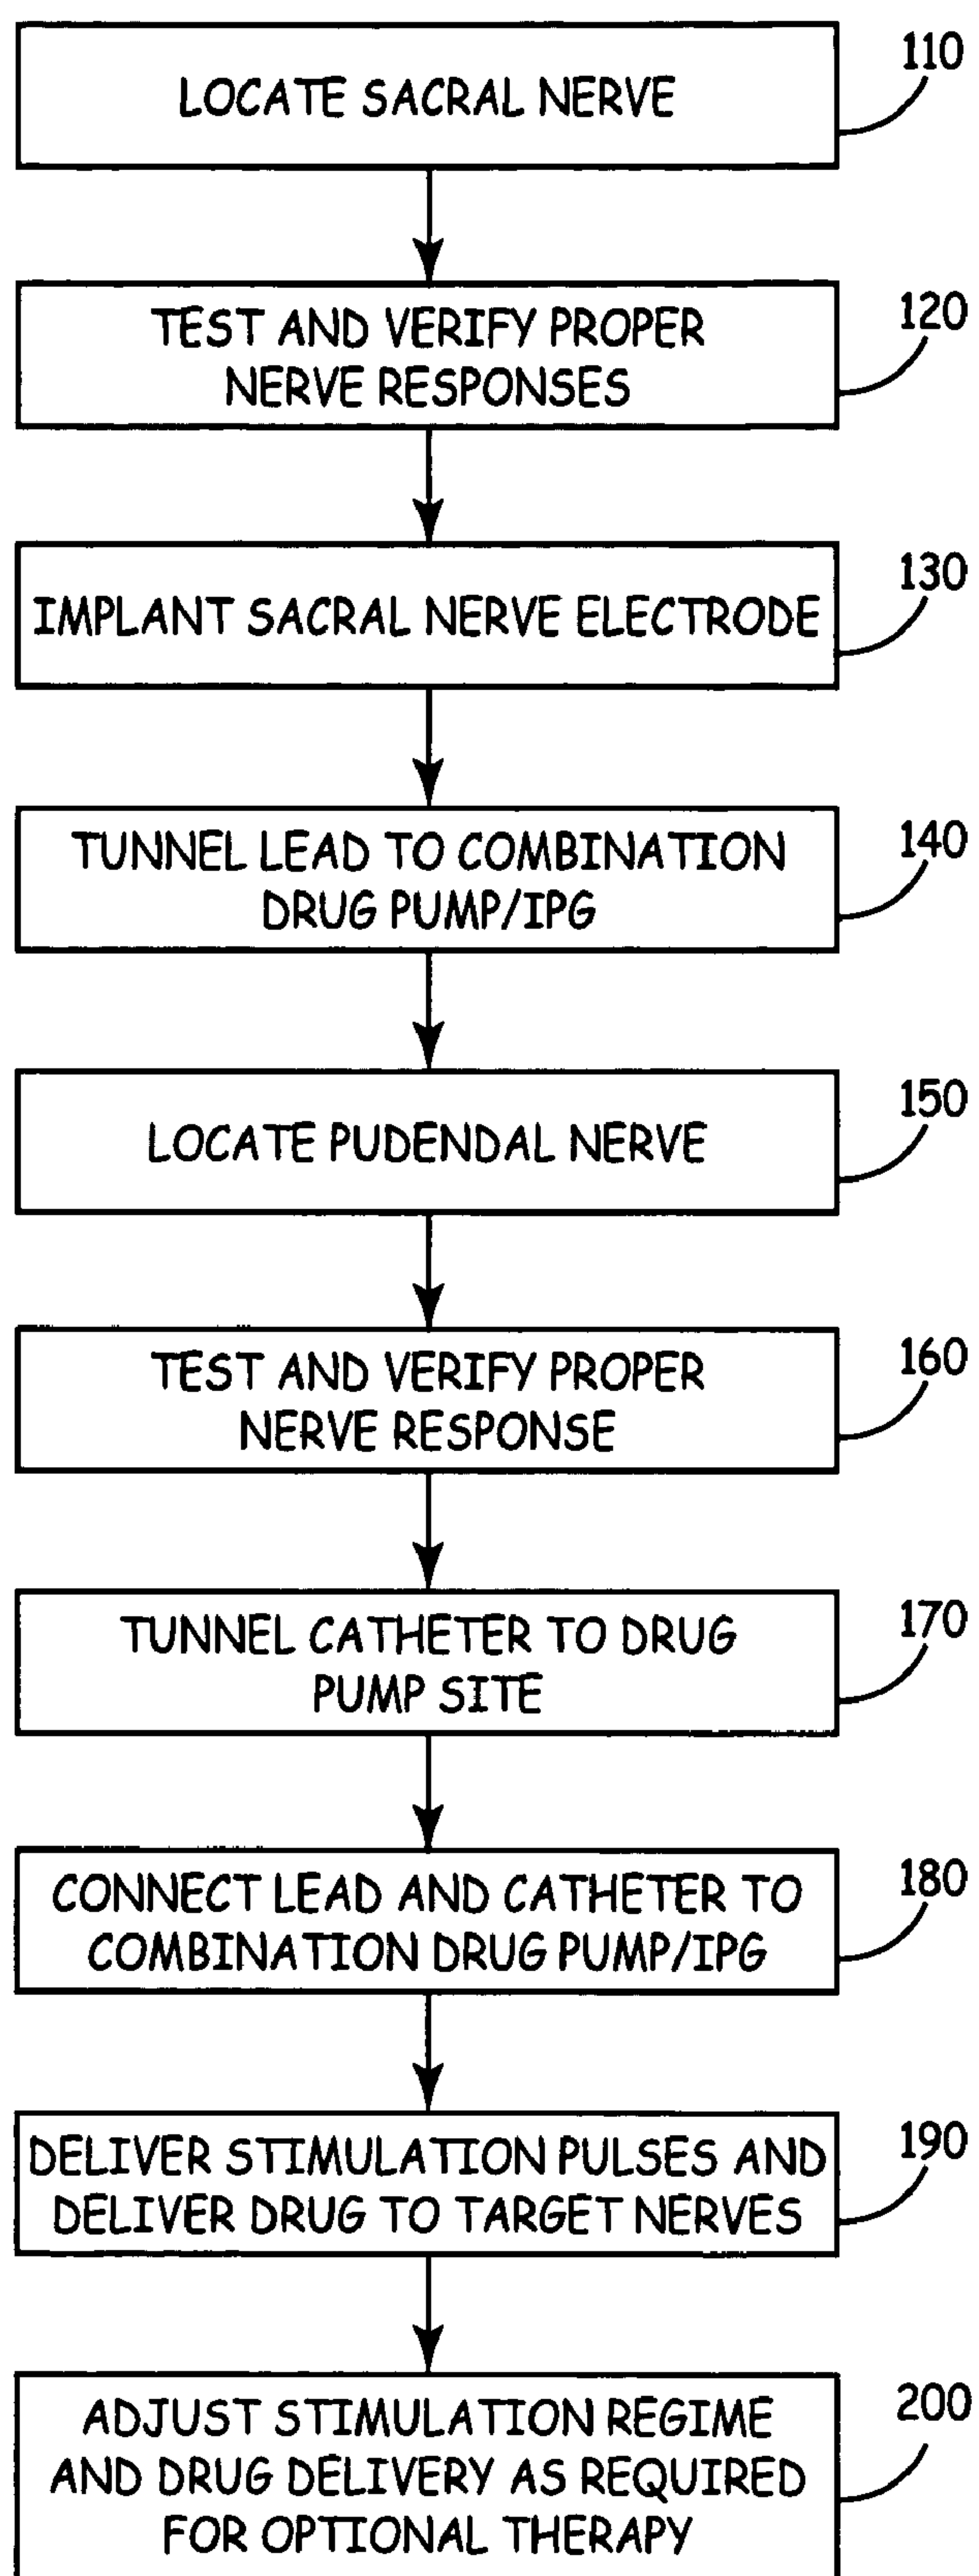 LOCATE SACRAL NERVE
110
TEST AND VERIFY PROPER
NERVE RESPONSES
120
IMPLANT SACRAL NERVE ELECTRODE
130
TUNNEL LEAD TO COMBINATION
DRUG PUMP/IPG
140
LOCATE PUDENDAL NERVE
150
TEST AND VERIFY PROPER
NERVE RESPONSE
160
TUNNEL CATHETER TO DRUG
PUMP SITE
170
CONNECT LEAD AND CATHETER TO
COMBINATION DRUG PUMP/IPG
180
DELIVER STIMULATION PULSES AND
DELIVER DRUG TO TARGET NERVES
190
ADJUST STIMULATION REGIME
AND DRUG DELIVERY AS REQUIRED
FOR OPTIONAL THERAPY
200